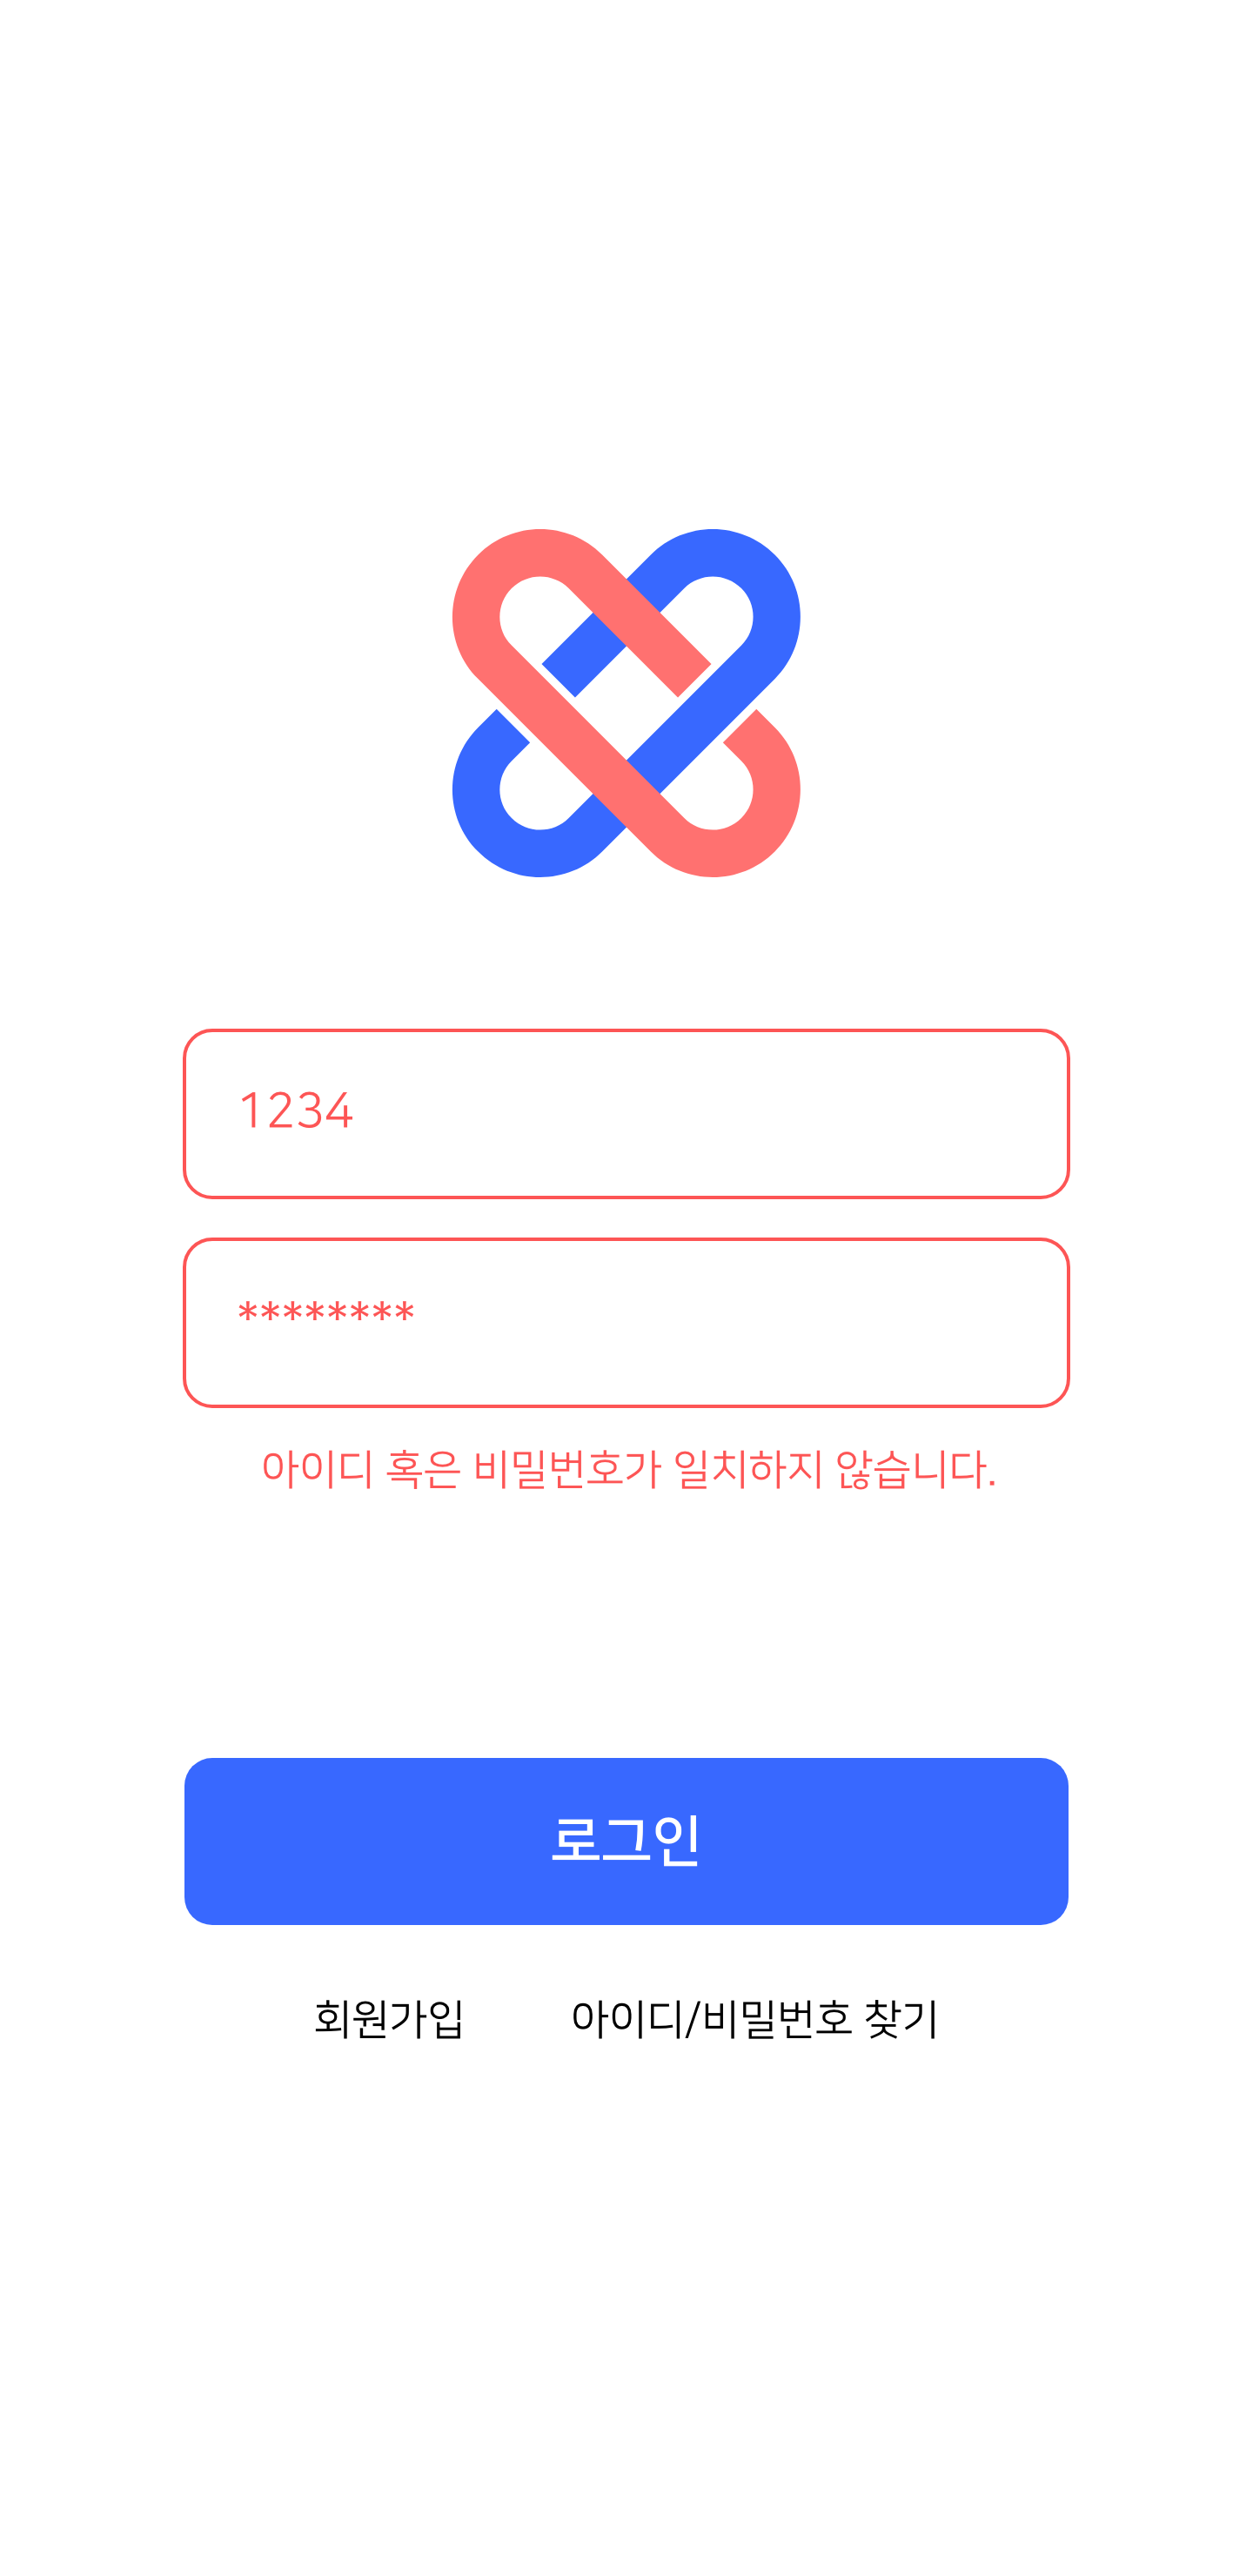 1234
********
아이디 혹은 비밀번호가 일치하지 않습니다.
로그인
회원가입 아이디/비밀번호 찾기